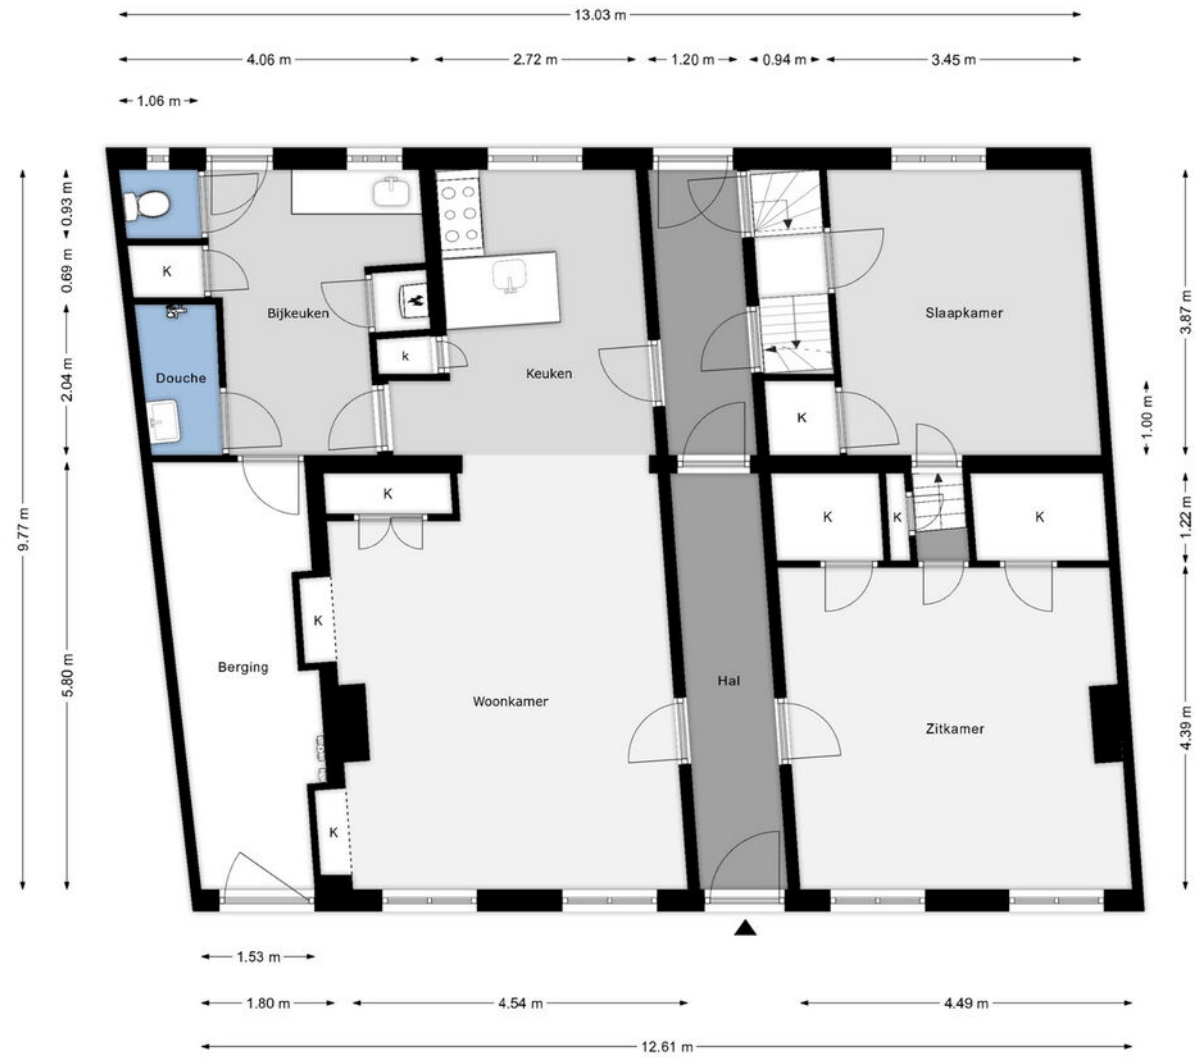 13.03 m
4.06 m
2.72 m
1.20 m
0.94 m
3.45 m
1.06 m
0.93 m
0.69 m
2.04 m
9.77 m
5.80 m
3.87 m
1.00 m
1.22 m
4.39 m
K
Bijkeuken
Slaapkamer
k
Keuken
Douche
K
K
K
K
K
K
Berging
Hal
Woonkamer
Zitkamer
K
1.53 m
1.80 m
4.54 m
4.49 m
12.61 m